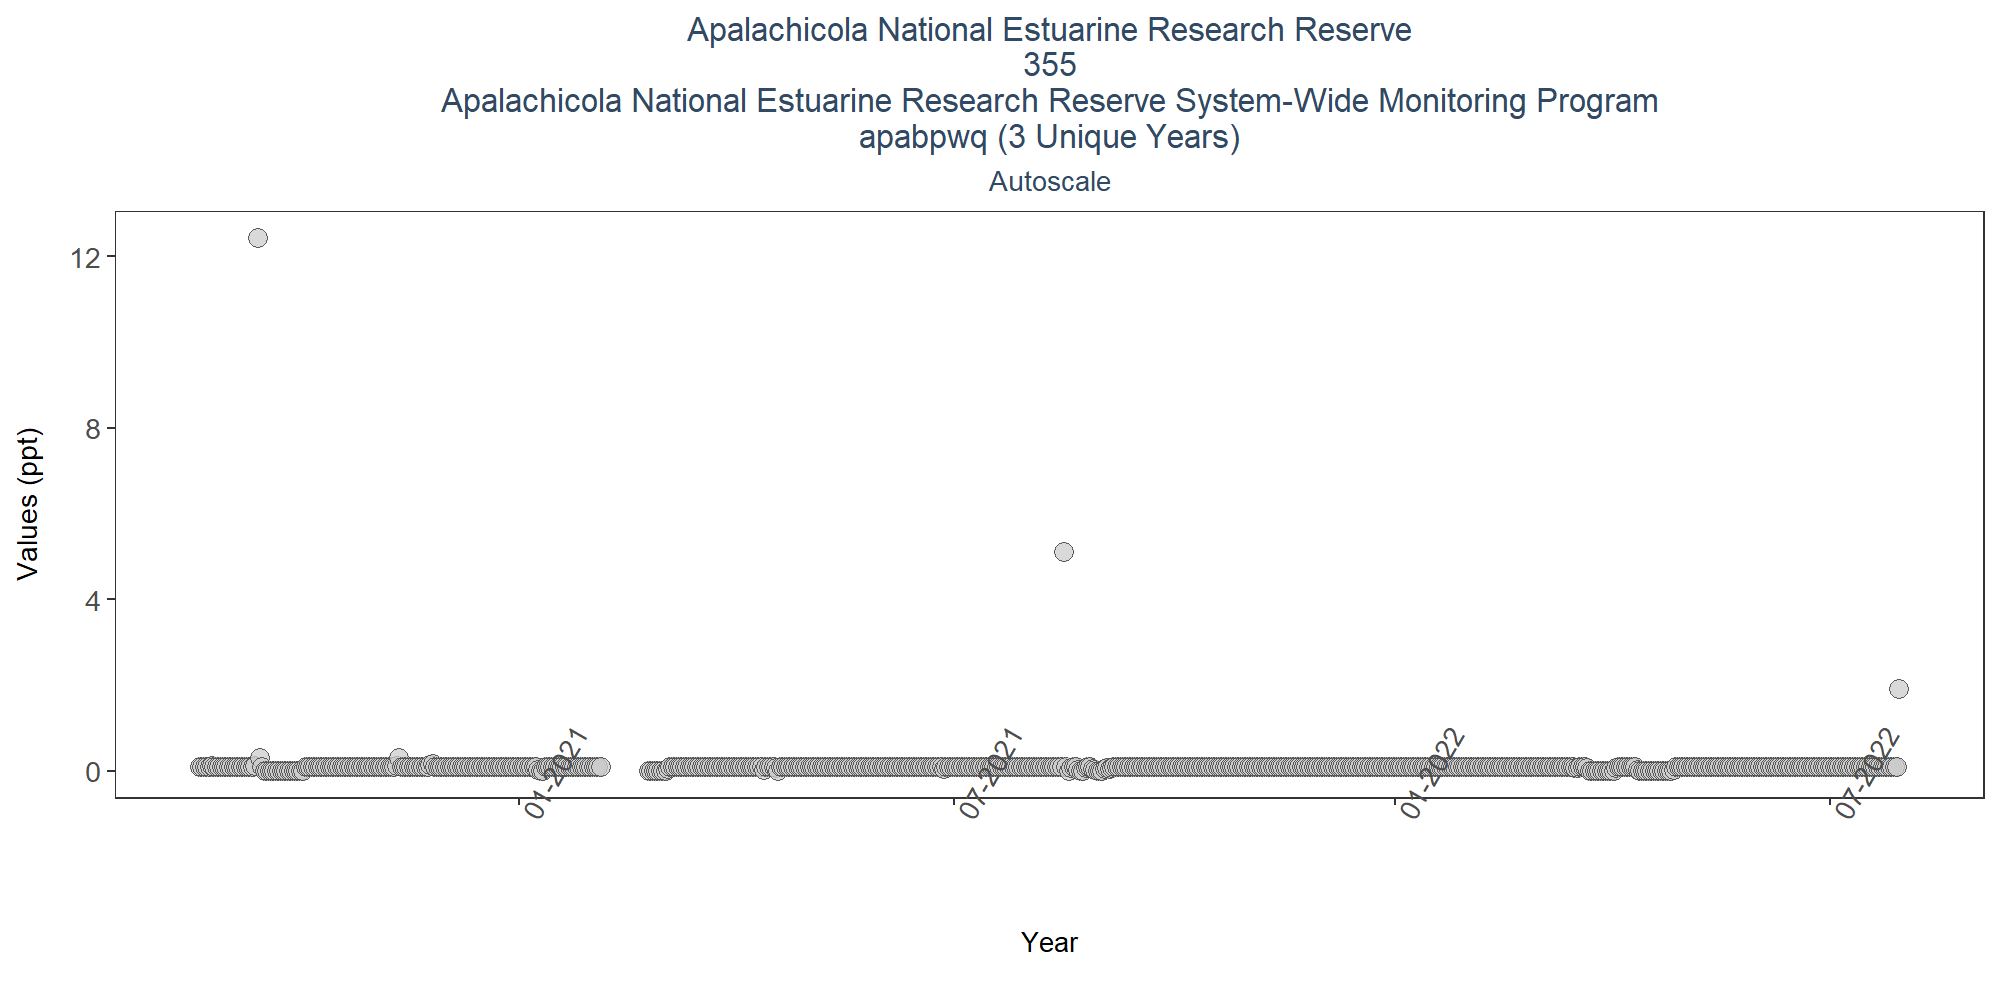 Apalachicola National Estuarine Research Reserve
355
Apalachicola National Estuarine Research Reserve System-Wide Monitoring Program
apabpwq (3 Unique Years)
Autoscale
12
8
4
0
Values (ppt)
01-2021
07-2021
01-2022
07-2022
Year